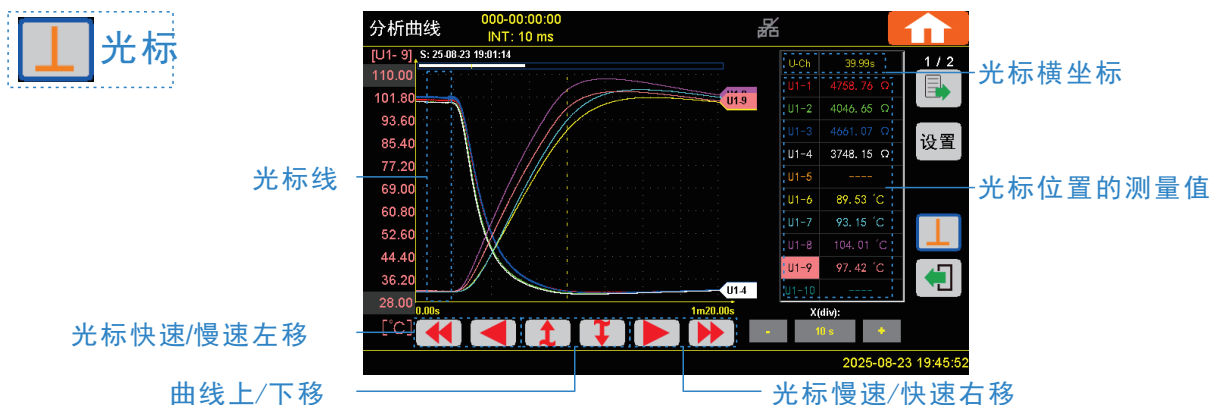 光标
分析曲线
000-00:00:00
INT: 10 ms
[U1- 9]
S: 25-08-23 19:01:14
110.00
101.80
93.60
85.40
77.20
69.00
60.80
52.60
44.40
36.20
28.00
[°C]
U1-9
U1-4
0.00s
1m20.00s
U-Ch 39.99s
U1-1 4758.76 Ω
U1-2 4046.65 Ω
U1-3 4661.07 Ω
U1-4 3748.15 Ω
U1-5 ----
U1-6 89.53 ℃
U1-7 93.15 ℃
U1-8 104.01 ℃
U1-9 97.42 ℃
U1-10 ----
1 / 2
设置
X(div):
- 10 s +
2025-08-23 19:45:52
光标横坐标
光标线
光标位置的测量值
光标快速/慢速左移
曲线上/下移
光标慢速/快速右移